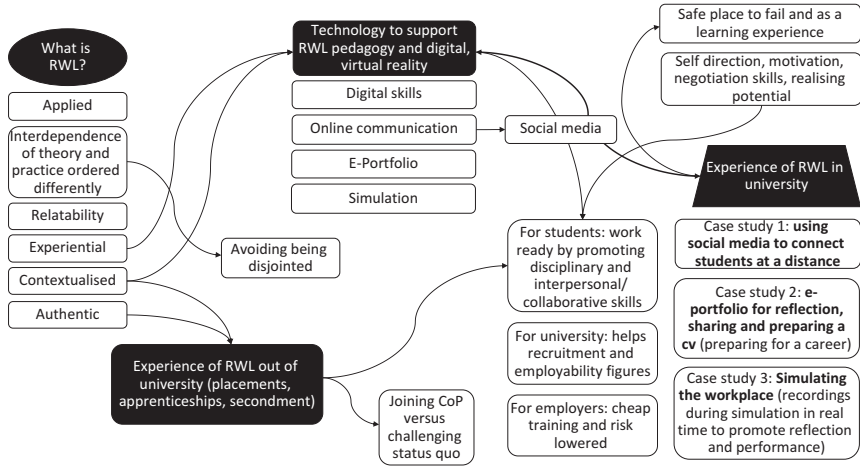 What is
RWL?
Applied
Interdependence
of theory and
practice ordered
differently
Relatability
Experiential
Contextualised
Authentic
Avoiding being
disjointed
Experience of RWL out of
university (placements,
apprenticeships, secondment)
Technology to support
RWL pedagogy and digital,
virtual reality
Digital skills
Online communication
E-Portfolio
Simulation
Social media
For students: work
ready by promoting
disciplinary and
interpersonal/
collaborative skills
For university: helps
recruitment and
employability figures
For employers: cheap
training and risk
lowered
Joining CoP
versus
challenging
status quo
Safe place to fail and as a
learning experience
Self direction, motivation,
negotiation skills, realising
potential
Experience of RWL in
university
Case study 1: using
social media to connect
students at a distance
Case study 2: e-
portfolio for reflection,
sharing and preparing a
cv (preparing for a career)
Case study 3: Simulating
the workplace (recordings
during simulation in real
time to promote reflection
and performance)